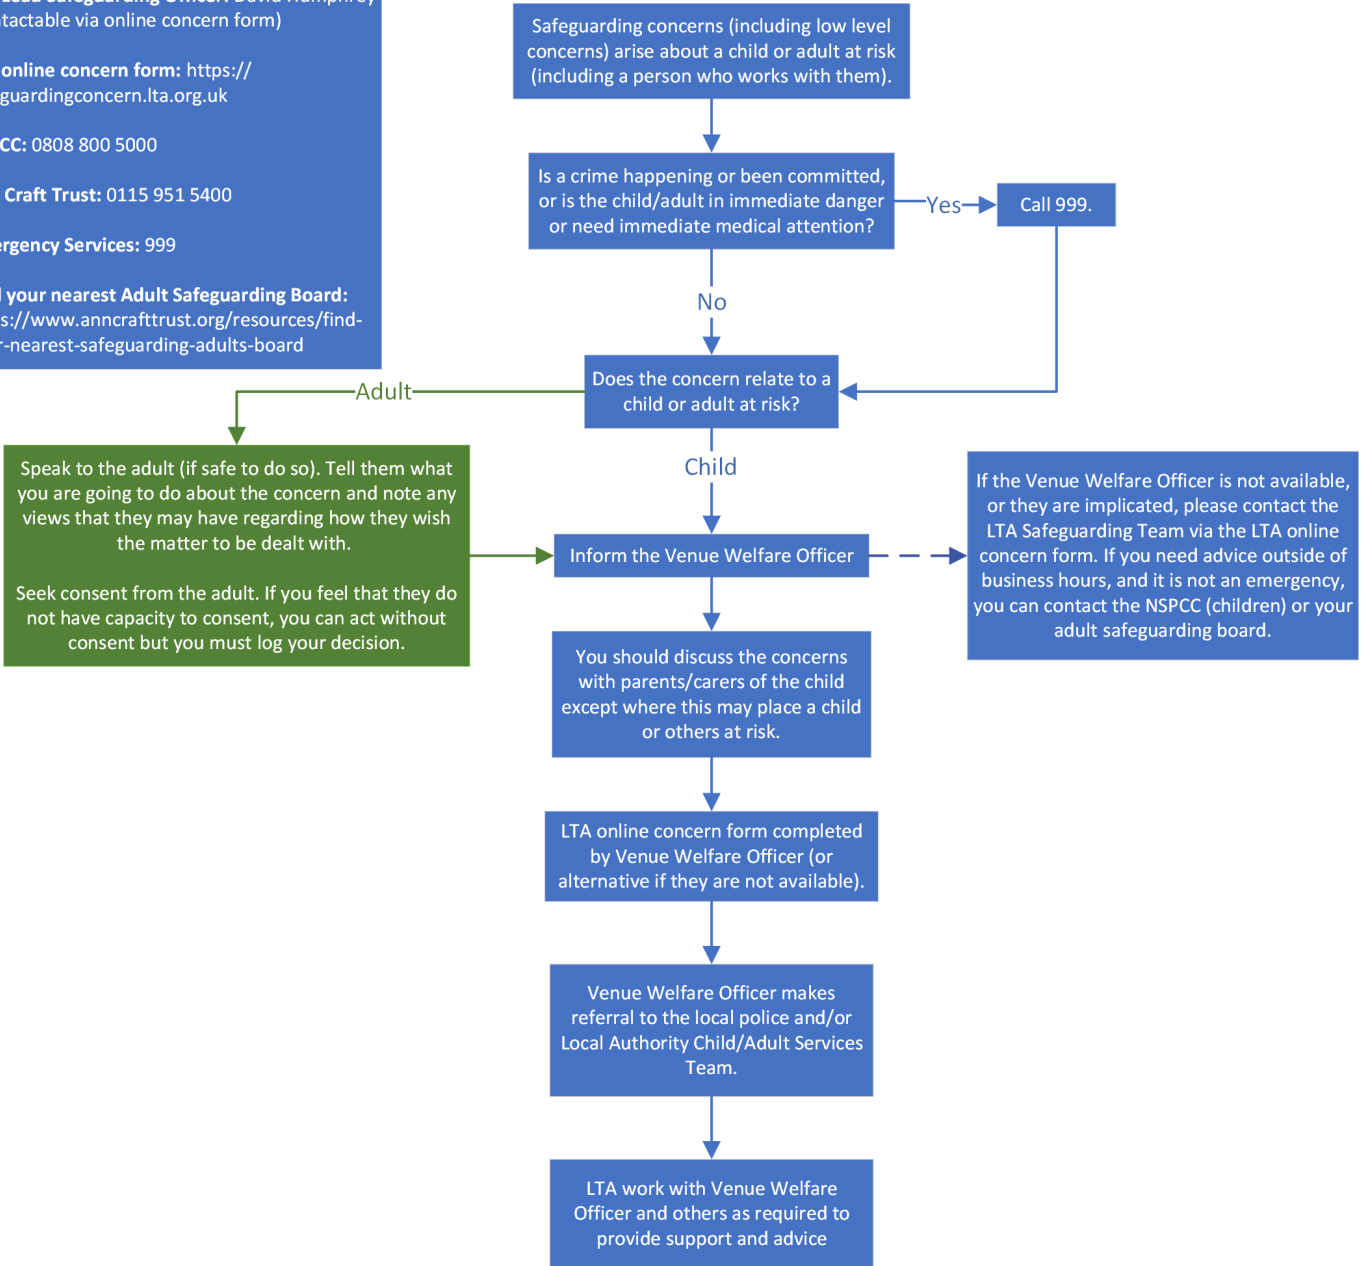 Lead Safeguarding Officer: David Humphrey
ntactable via online concern form)
online concern form: https://
guardingconcern.lta.org.uk
CC: 0808 800 5000
Craft Trust: 0115 951 5400
ergency Services: 999
your nearest Adult Safeguarding Board:
s://www.anncrafttrust.org/resources/find-
r-nearest-safeguarding-adults-board
Safeguarding concerns (including low level
concerns) arise about a child or adult at risk
(including a person who works with them).
Is a crime happening or been committed,
or is the child/adult in immediate danger
or need immediate medical attention?
Yes
Call 999.
No
Does the concern relate to a
child or adult at risk?
Adult
Child
Speak to the adult (if safe to do so). Tell them what
you are going to do about the concern and note any
views that they may have regarding how they wish
the matter to be dealt with.
Seek consent from the adult. If you feel that they do
not have capacity to consent, you can act without
consent but you must log your decision.
Inform the Venue Welfare Officer
If the Venue Welfare Officer is not available,
or they are implicated, please contact the
LTA Safeguarding Team via the LTA online
concern form. If you need advice outside of
business hours, and it is not an emergency,
you can contact the NSPCC (children) or your
adult safeguarding board.
You should discuss the concerns
with parents/carers of the child
except where this may place a child
or others at risk.
LTA online concern form completed
by Venue Welfare Officer (or
alternative if they are not available).
Venue Welfare Officer makes
referral to the local police and/or
Local Authority Child/Adult Services
Team.
LTA work with Venue Welfare
Officer and others as required to
provide support and advice